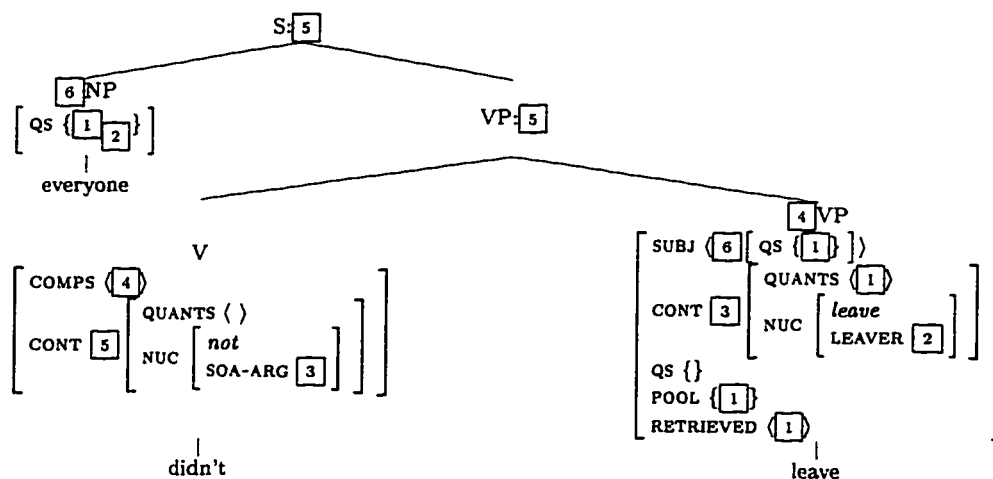 S: 5
6 NP
[ QS { 1 2 } ]
everyone
VP: 5
V
COMPS ⟨ 4 ⟩
CONT 5
QUANTS ⟨ ⟩
NUC
not
SOA-ARG 3
didn't
4 VP
SUBJ ⟨ 6 [ QS { 1 } ] ⟩
CONT 3
QUANTS ⟨ 1 ⟩
NUC
leave
LEAVER 2
QS {}
POOL { 1 }
RETRIEVED ⟨ 1 ⟩
leave